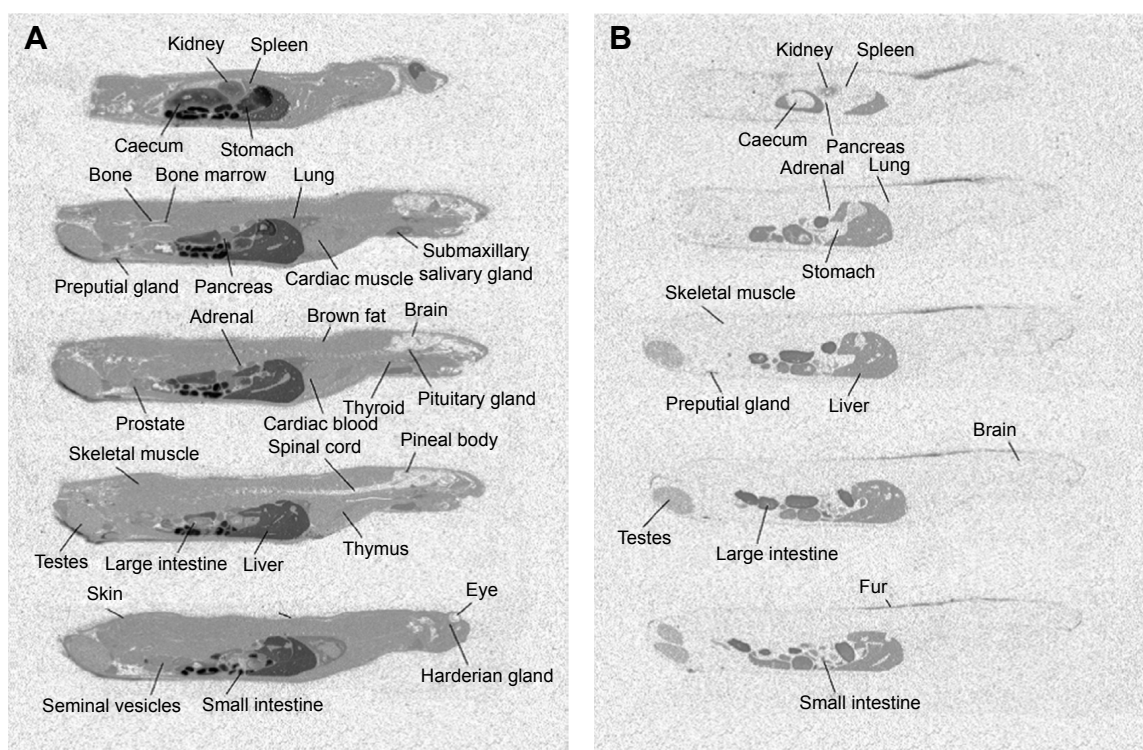 A
Kidney Spleen
Caecum
Stomach
Bone Bone marrow Lung
Submaxillary
salivary gland
Cardiac muscle
Preputial gland Pancreas
Adrenal Brown fat Brain
Thyroid Pituitary gland
Prostate Cardiac blood
Spinal cord Pineal body
Skeletal muscle
Thymus
Testes Large intestine Liver
Skin Eye
Harderian gland
Seminal vesicles Small intestine
B
Kidney Spleen
Caecum
Pancreas
Adrenal Lung
Stomach
Skeletal muscle
Preputial gland Liver
Brain
Testes
Large intestine
Fur
Small intestine